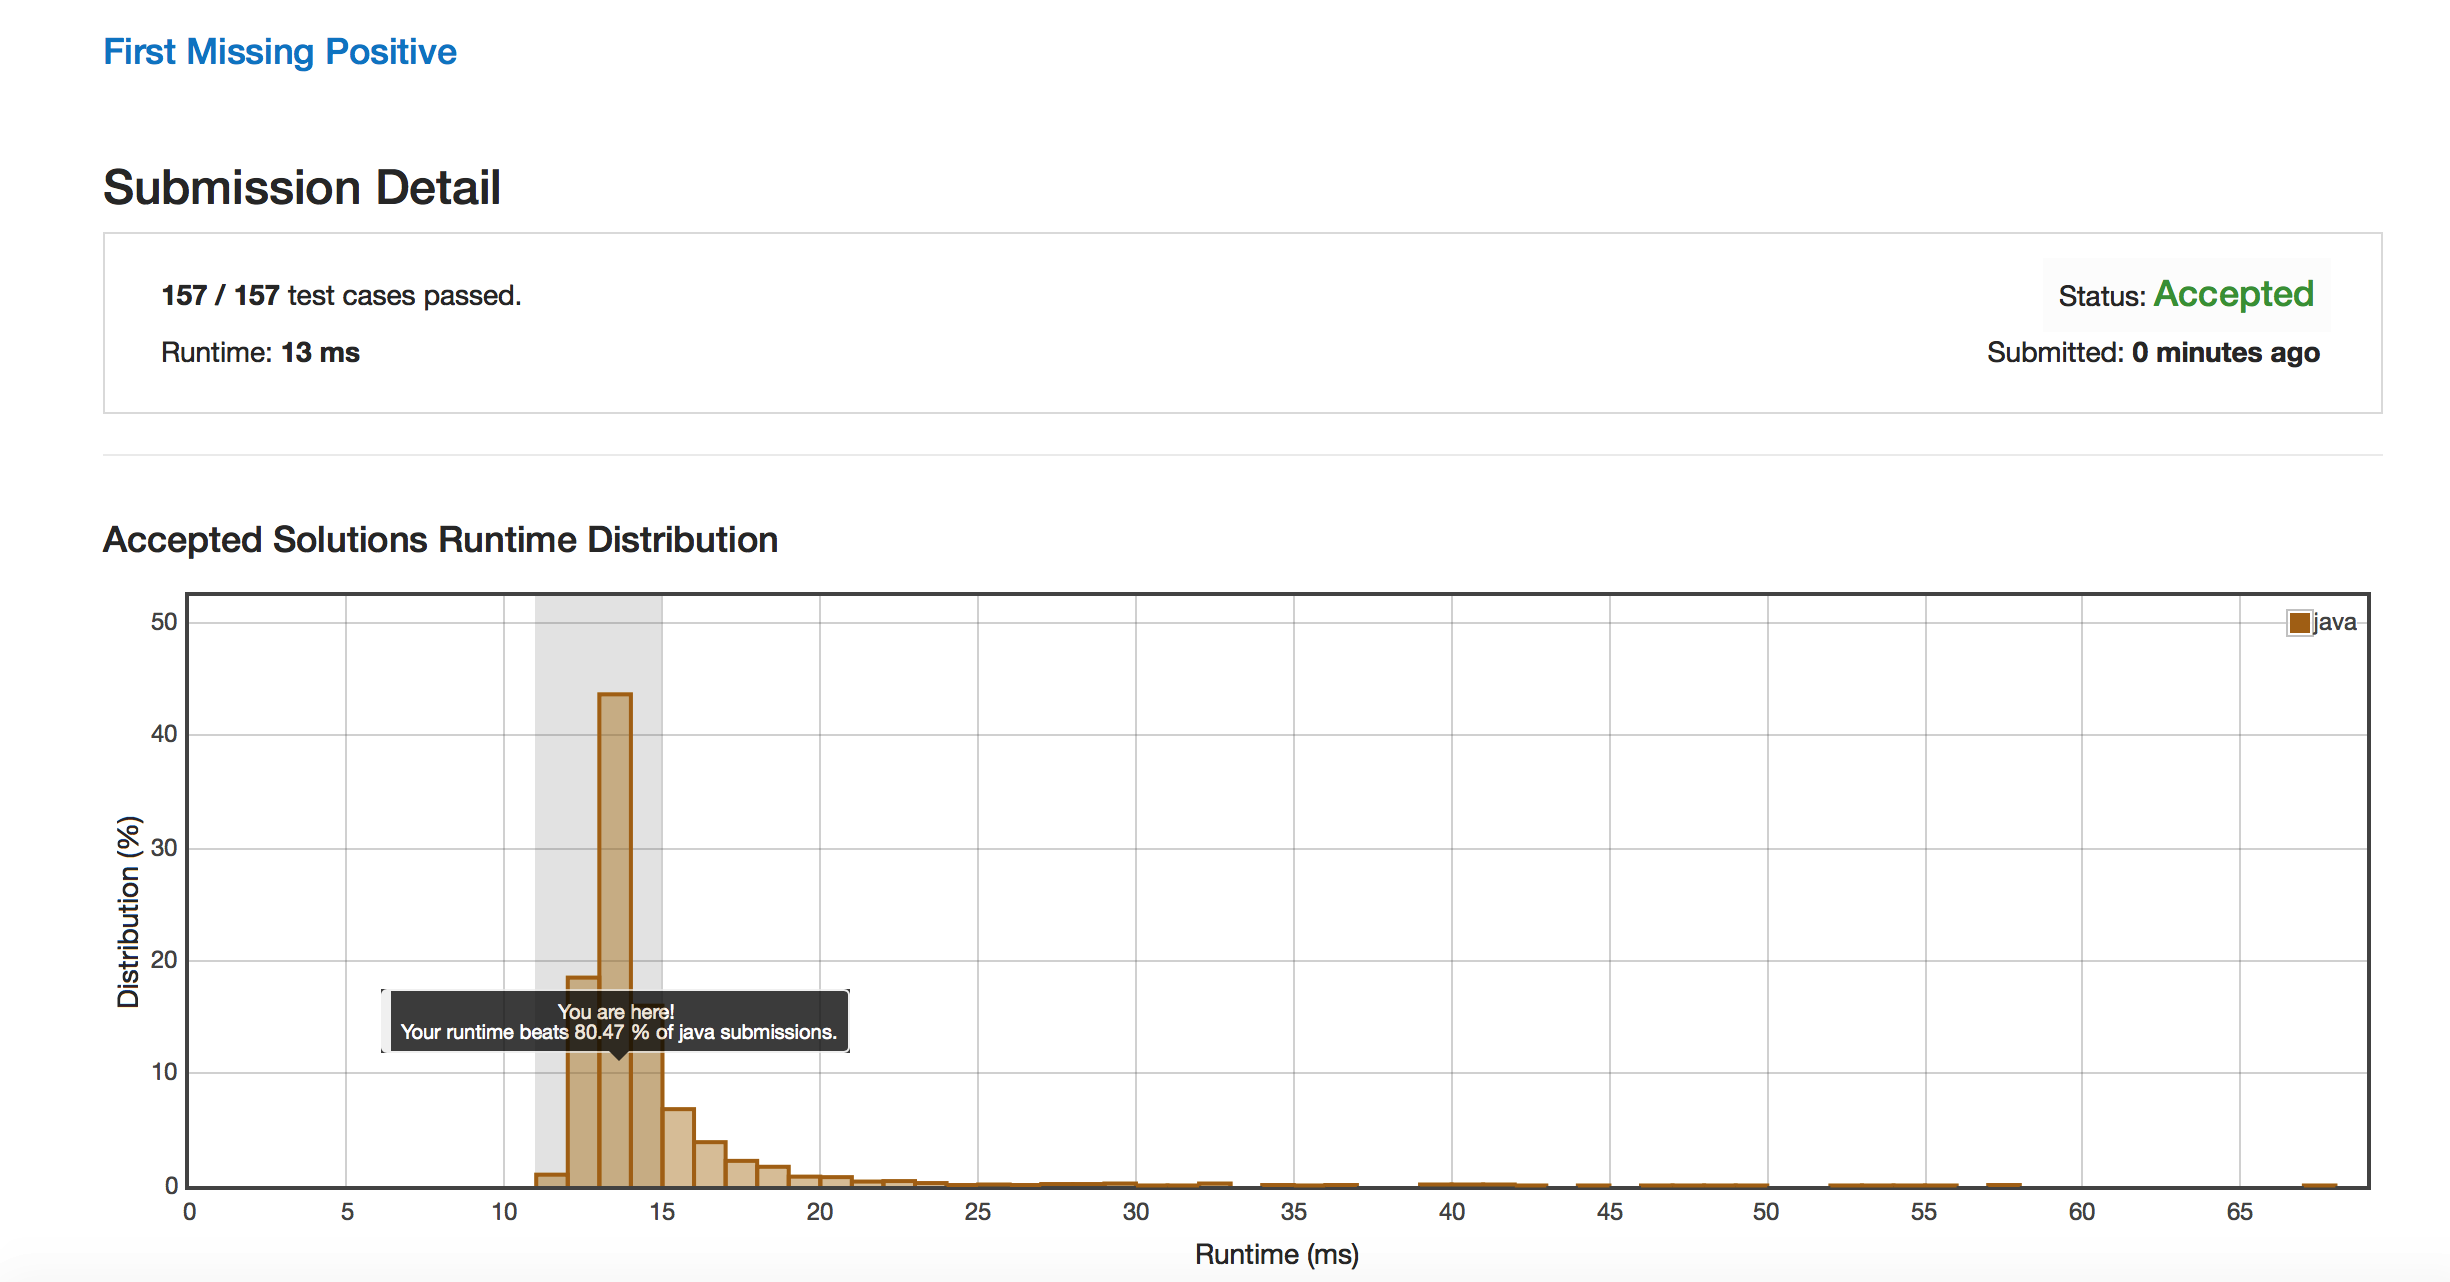 First Missing Positive
Submission Detail
157 / 157 test cases passed.
Status: Accepted
Runtime: 13 ms
Submitted: 0 minutes ago
Accepted Solutions Runtime Distribution
java
50
40
30
20
10
0
Distribution (%)
You are here!
Your runtime beats 80.47 % of java submissions.
0 5 10 15 20 25 30 35 40 45 50 55 60 65
Runtime (ms)